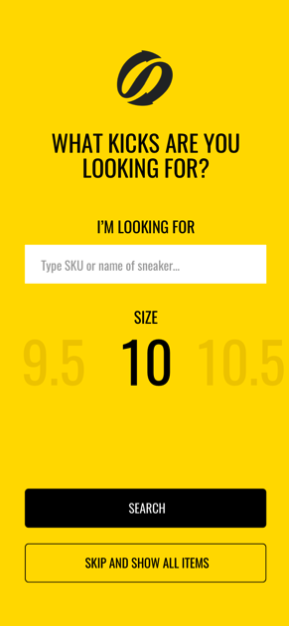 WHAT KICKS ARE YOU
LOOKING FOR?
I'M LOOKING FOR
Type SKU or name of sneaker...
SIZE
9.5 10 10.5
SEARCH
SKIP AND SHOW ALL ITEMS